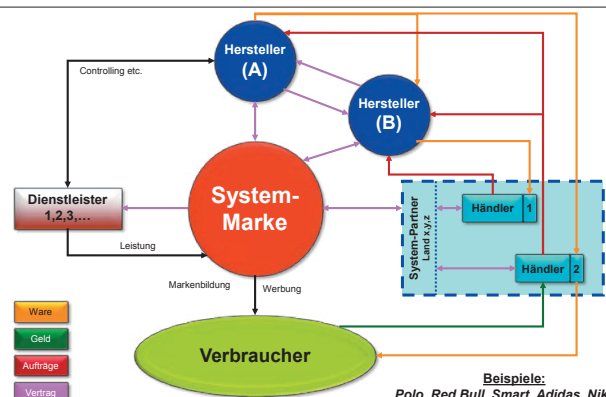 Controlling etc.
Hersteller
(A)
Hersteller
(B)
System-
Marke
Dienstleister
1,2,3,...
Leistung
Markenbildung
Werbung
System-Partner
Land x,y,z
Händler 1
Händler 2
Verbraucher
Ware
Geld
Aufträge
Vertrag
Beispiele:
Polo, Red Bull, Smart, Adidas, Nik